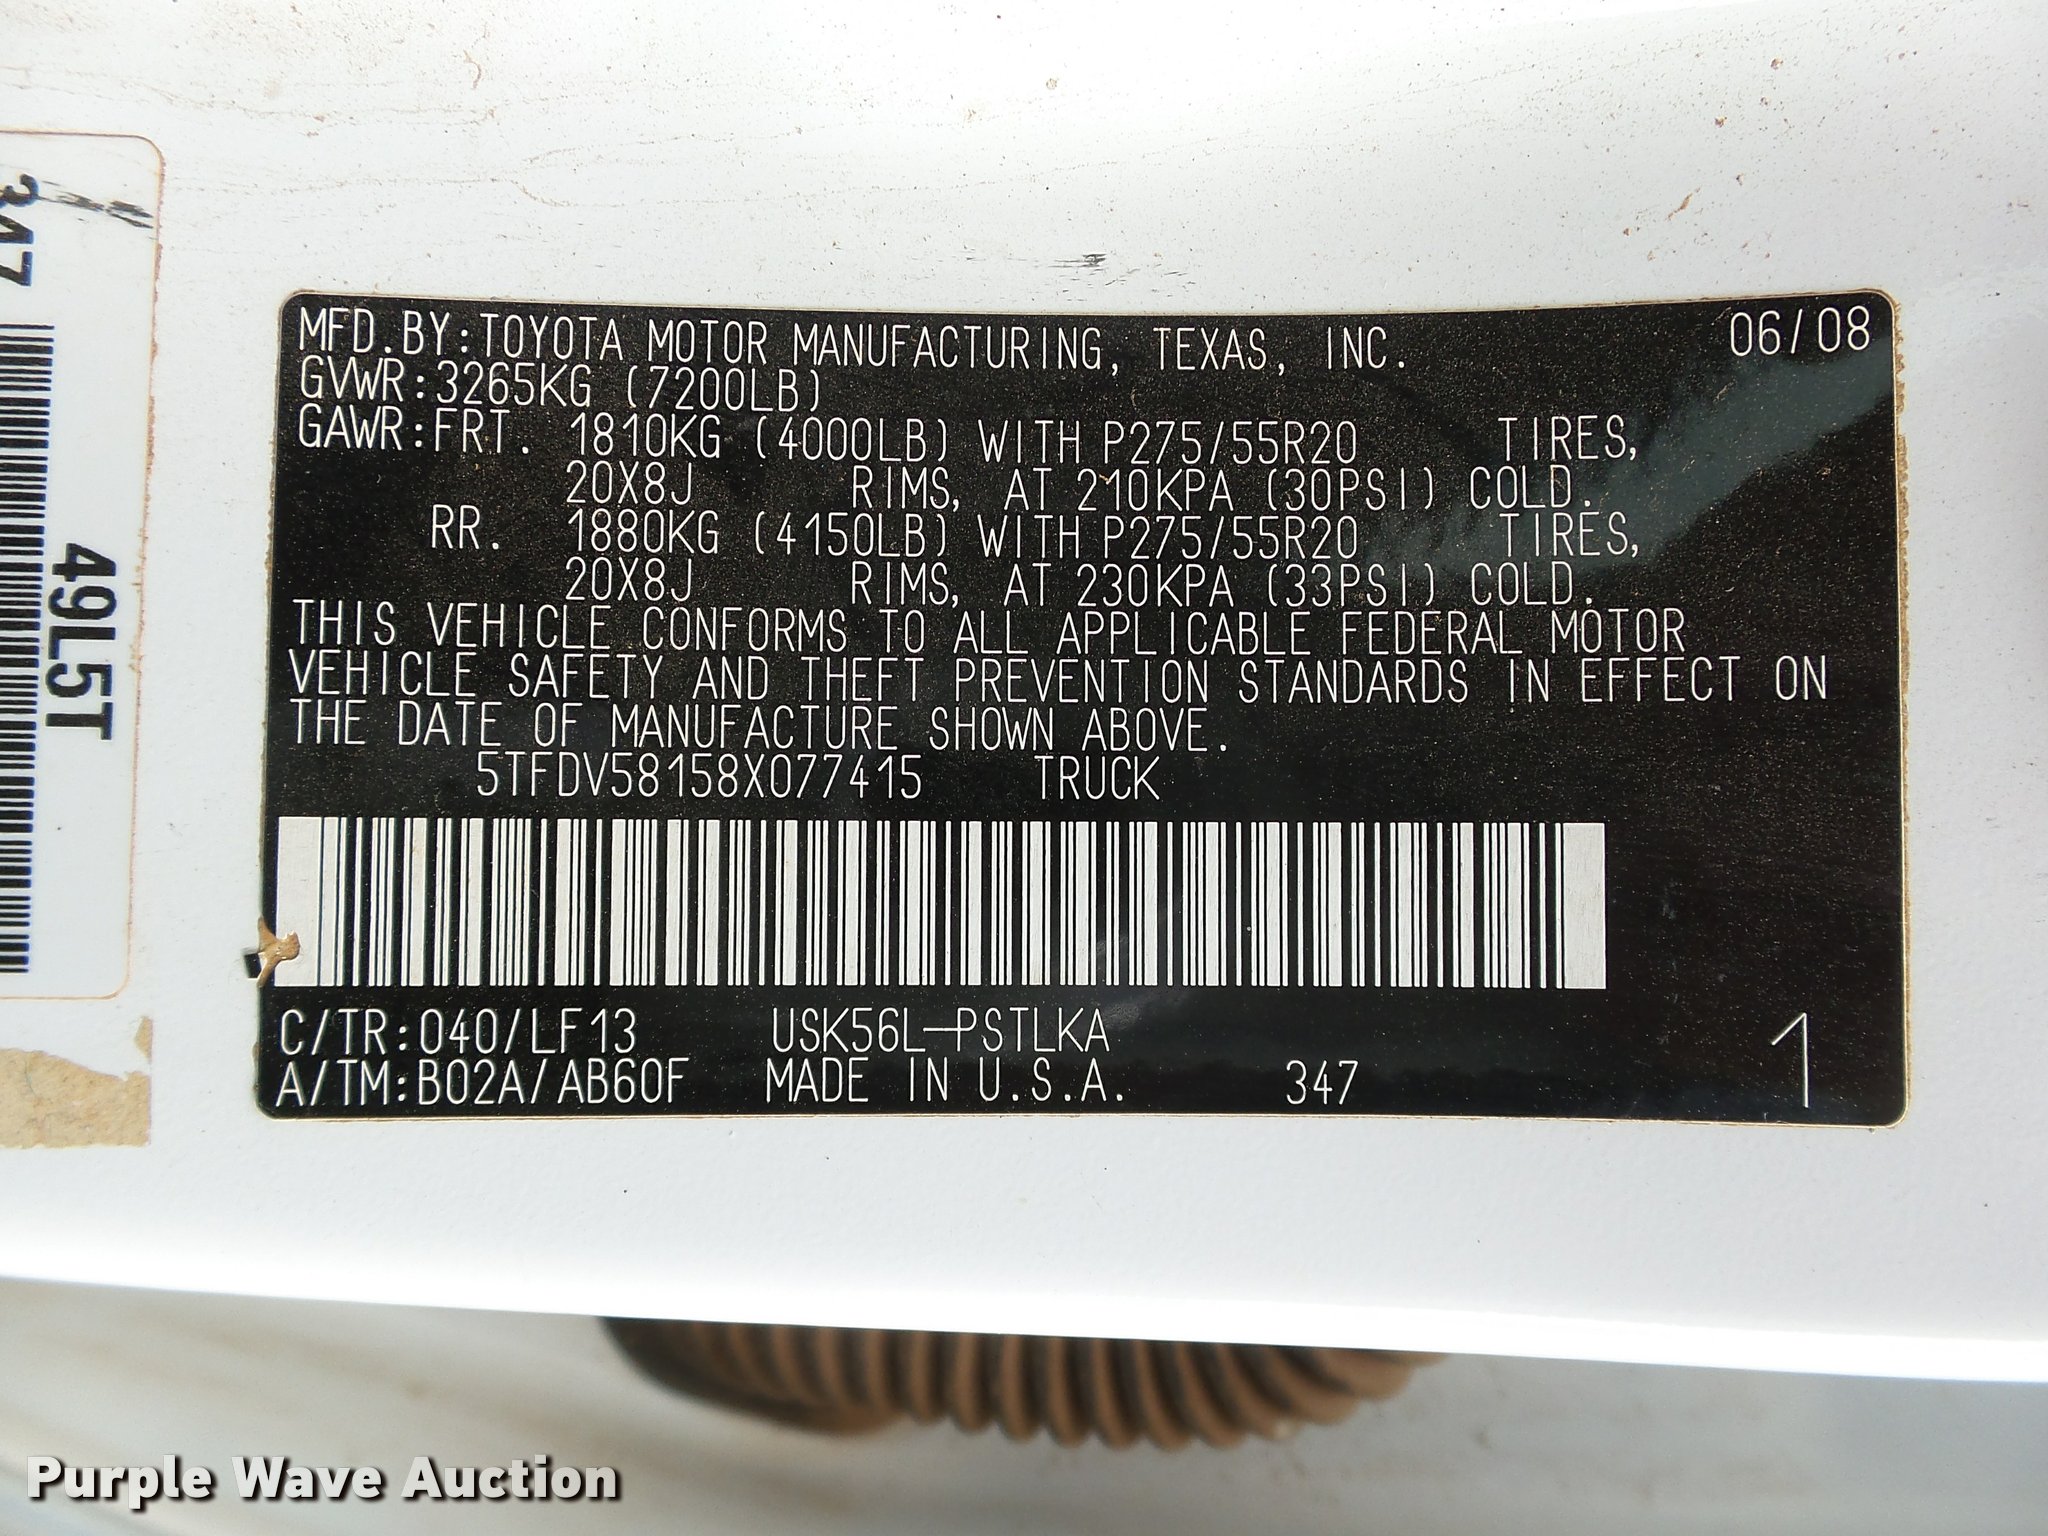 MFD.BY:TOYOTA MOTOR MANUFACTURING, TEXAS, INC. 06/08
GVWR:3265KG (7200LB)
GAWR:FRT. 1810KG (4000LB) WITH P275/55R20 TIRES,
20X8J RIMS, AT 210KPA (30PSI) COLD.
RR. 1880KG (4150LB) WITH P275/55R20 TIRES,
20X8J RIMS, AT 230KPA (33PSI) COLD.
THIS VEHICLE CONFORMS TO ALL APPLICABLE FEDERAL MOTOR
VEHICLE SAFETY AND THEFT PREVENTION STANDARDS IN EFFECT ON
THE DATE OF MANUFACTURE SHOWN ABOVE.
5TFDV58158X077415 TRUCK
C/TR:040/LF13 USK56L-PSTLKA
A/TM:B02A/AB60F MADE IN U.S.A. 347 1
347
49L5T
Purple Wave Auction